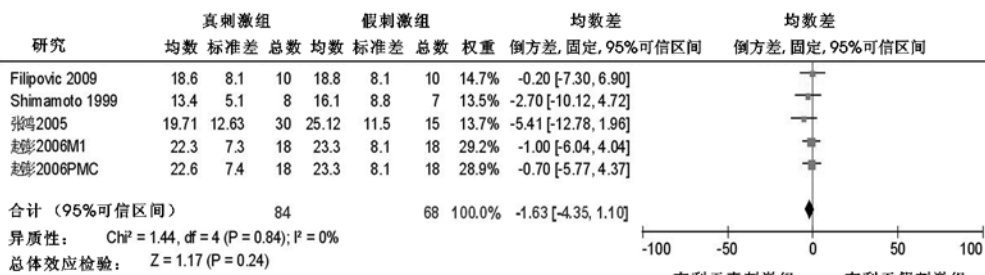 真刺激组 假刺激组 均数差 均数差
研究 均数 标准差 总数 均数 标准差 总数 权重 倒方差, 固定, 95%可信区间 倒方差, 固定, 95%可信区间
Filipovic 2009 18.6 8.1 10 18.8 8.1 10 14.7% -0.20 [-7.30, 6.90]
Shimamoto 1999 13.4 5.1 8 16.1 8.8 7 13.5% -2.70 [-10.12, 4.72]
张鸿2005 19.71 12.63 30 25.12 11.5 15 13.7% -5.41 [-12.78, 1.96]
赵澎2006M1 22.3 7.3 18 23.3 8.1 18 29.2% -1.00 [-6.04, 4.04]
赵澎2006PMC 22.6 7.4 18 23.3 8.1 18 28.9% -0.70 [-5.77, 4.37]
合计（95%可信区间） 84 68 100.0% -1.63 [-4.35, 1.10]
异质性： Chi² = 1.44, df = 4 (P = 0.84); I² = 0%
总体效应检验： Z = 1.17 (P = 0.24)
-100 -50 0 50 100